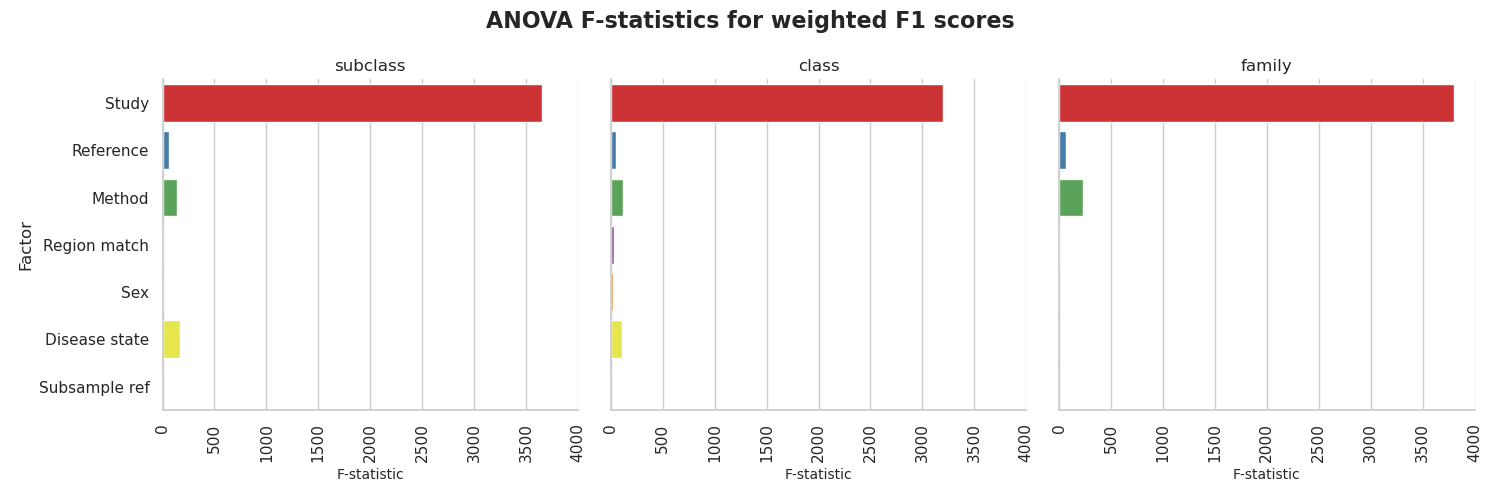 ANOVA F-statistics for weighted F1 scores
subclass
class
family
Factor
Study
Reference
Method
Region match
Sex
Disease state
Subsample ref
0 500 1000 1500 2000 2500 3000 3500 4000
0 500 1000 1500 2000 2500 3000 3500 4000
0 500 1000 1500 2000 2500 3000 3500 4000
F-statistic
F-statistic
F-statistic